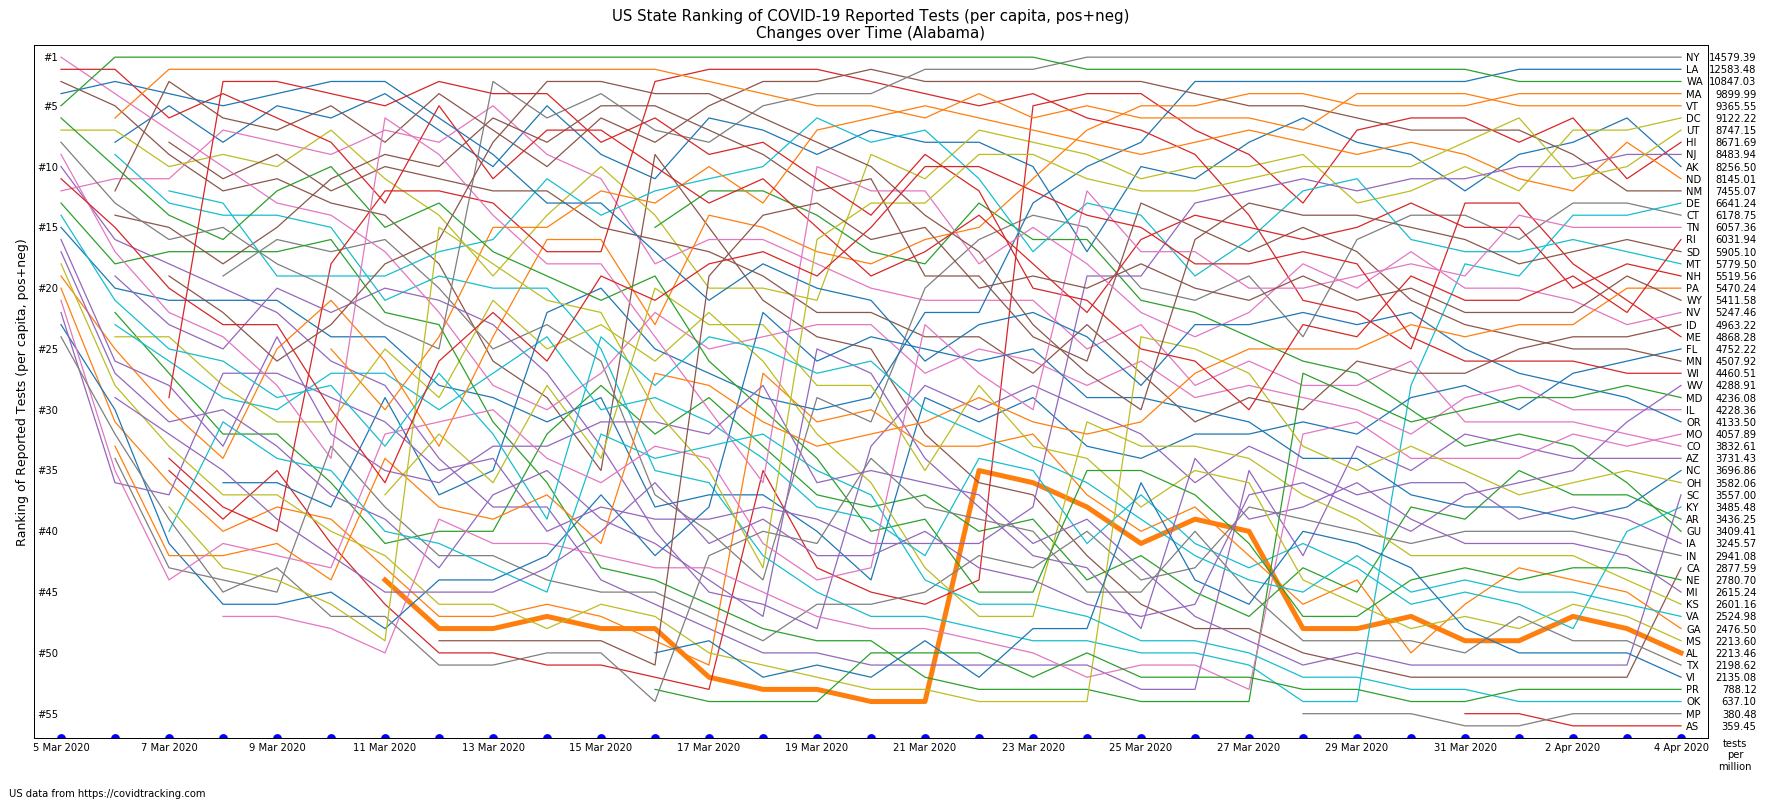 US State Ranking of COVID-19 Reported Tests (per capita, pos+neg)
Changes over Time (Alabama)
Ranking of Reported Tests (per capita, pos+neg)
#1
#5
#10
#15
#20
#25
#30
#35
#40
#45
#50
#55
NY 14579.39
LA 12583.48
WA 10847.03
MA 9899.99
VT 9365.55
DC 9122.22
UT 8747.15
HI 8671.69
NJ 8483.94
AK 8256.50
ND 8145.01
NM 7455.07
DE 6641.24
CT 6178.75
TN 6057.36
RI 6031.94
SD 5905.10
MT 5779.50
NH 5519.56
PA 5470.24
WY 5411.58
NV 5247.46
ID 4963.22
ME 4868.28
FL 4752.22
MN 4507.92
WI 4460.51
WV 4288.91
MD 4236.08
IL 4228.36
OR 4133.50
MO 4057.89
CO 3832.61
AZ 3731.43
NC 3696.86
OH 3582.06
SC 3557.00
KY 3485.48
AR 3436.25
GU 3409.41
IA 3245.57
IN 2941.08
CA 2877.59
NE 2780.70
MI 2615.24
KS 2601.16
VA 2524.98
GA 2476.50
MS 2213.60
AL 2213.46
TX 2198.62
VI 2135.08
PR 788.12
OK 637.10
MP 380.48
AS 359.45
5 Mar 2020 7 Mar 2020 9 Mar 2020 11 Mar 2020 13 Mar 2020 15 Mar 2020 17 Mar 2020 19 Mar 2020 21 Mar 2020 23 Mar 2020 25 Mar 2020 27 Mar 2020 29 Mar 2020 31 Mar 2020 2 Apr 2020 4 Apr 2020
tests
per
million
US data from https://covidtracking.com